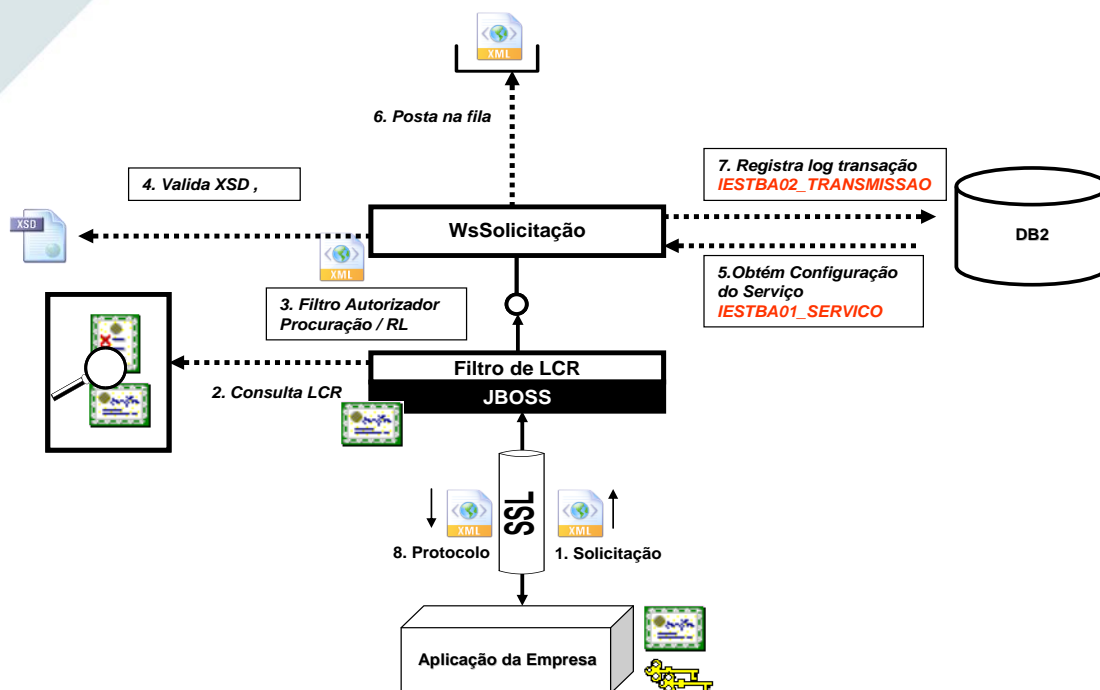 XML
6. Posta na fila
4. Valida XSD ,
7. Registra log transação
IESTBA02_TRANSMISSAO
XSD
WsSolicitação
DB2
XML
5.Obtém Configuração
do Serviço
IESTBA01_SERVICO
3. Filtro Autorizador
Procuração / RL
Filtro de LCR
2. Consulta LCR
JBOSS
SSL
XML
XML
8. Protocolo
1. Solicitação
Aplicação da Empresa